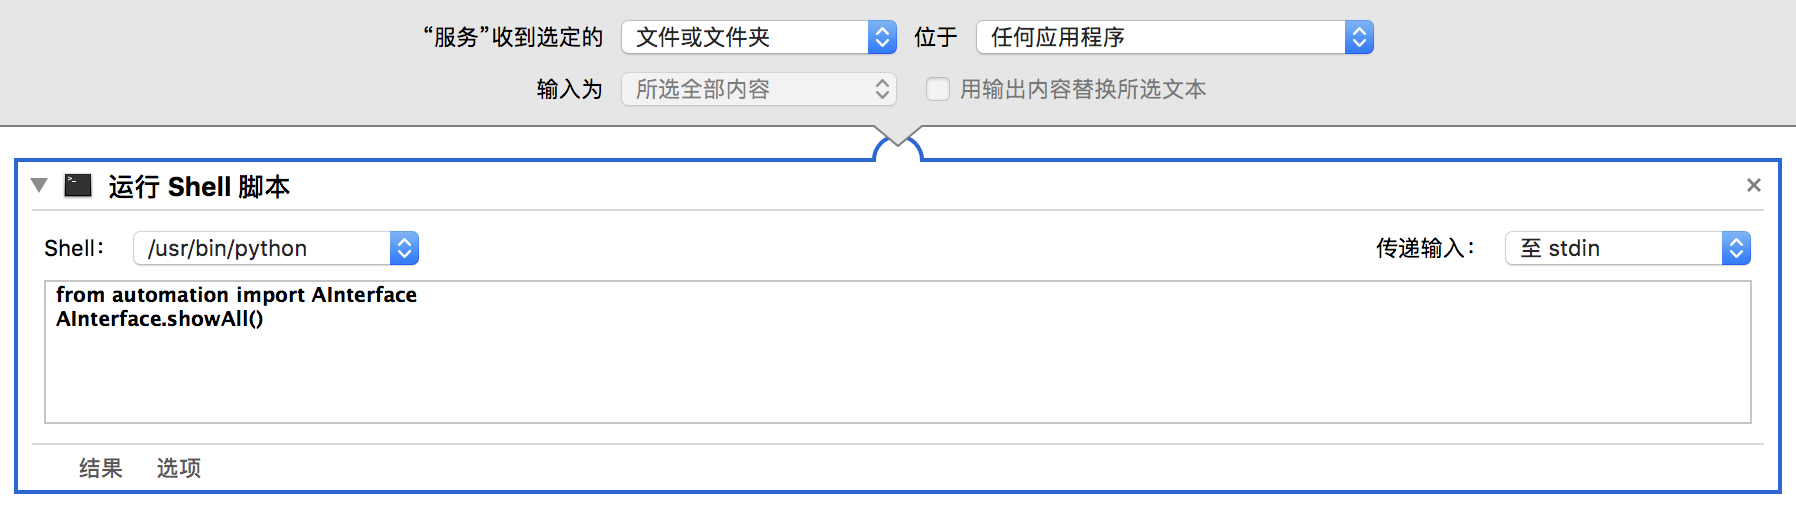 “服务”收到选定的 文件或文件夹 位于 任何应用程序
输入为 所选全部内容 用输出内容替换所选文本
运行 Shell 脚本
Shell： /usr/bin/python 传递输入： 至 stdin
from automation import AInterface
AInterface.showAll()
结果 选项